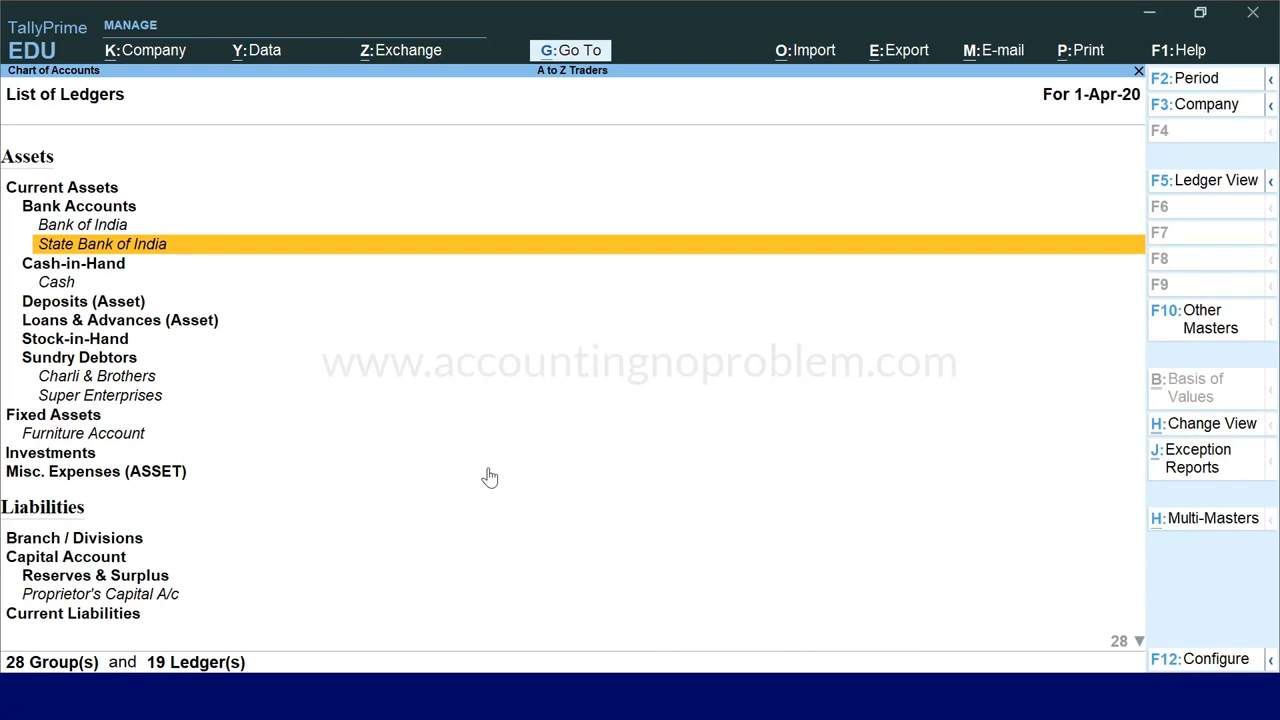 TallyPrime
MANAGE
EDU
K:Company
Y:Data
Z:Exchange
G:Go To
O:Import
E:Export
M:E-mail
P:Print
F1:Help
Chart of Accounts
A to Z Traders
List of Ledgers
For 1-Apr-20
Assets
Current Assets
Bank Accounts
Bank of India
State Bank of India
Cash-in-Hand
Cash
Deposits (Asset)
Loans & Advances (Asset)
Stock-in-Hand
Sundry Debtors
Charli & Brothers
Super Enterprises
Fixed Assets
Furniture Account
Investments
Misc. Expenses (ASSET)
Liabilities
Branch / Divisions
Capital Account
Reserves & Surplus
Proprietor's Capital A/c
Current Liabilities
28
28 Group(s) and 19 Ledger(s)
www.accountingnoproblem.com
F2:Period
F3:Company
F4
F5:Ledger View
F6
F7
F8
F9
F10:Other
Masters
B:Basis of
Values
H:Change View
J:Exception
Reports
H:Multi-Masters
F12:Configure